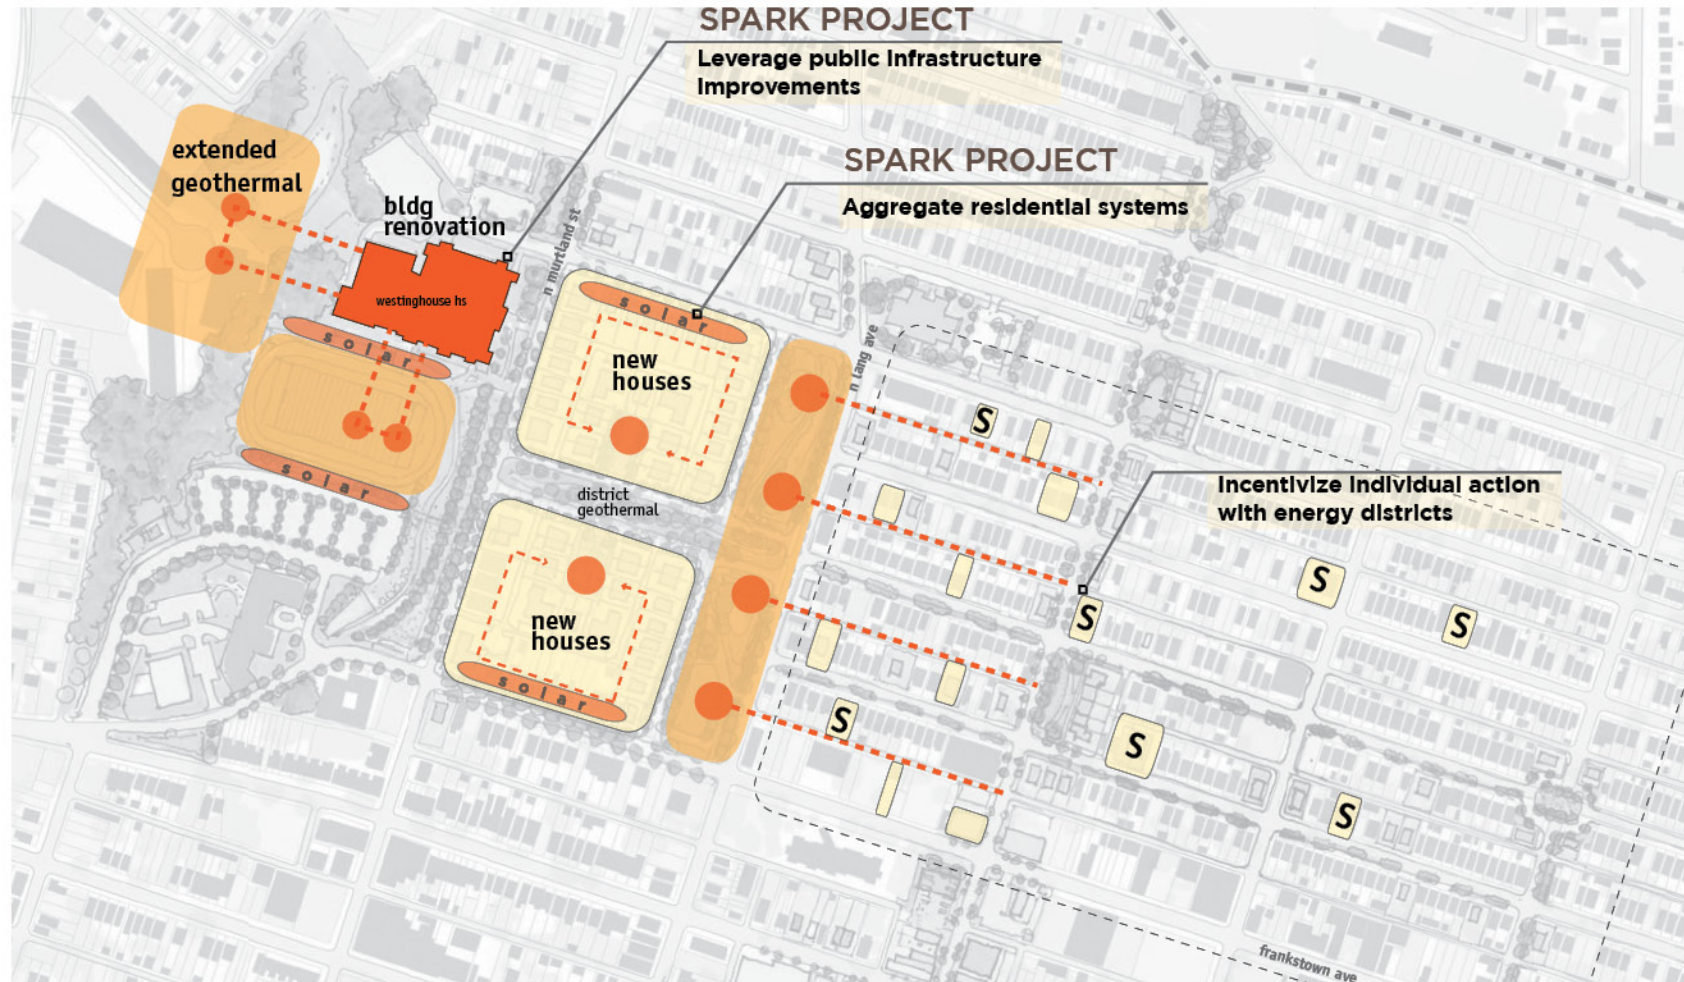 SPARK PROJECT
Leverage public infrastructure
improvements
SPARK PROJECT
Aggregate residential systems
extended
geothermal
bldg
renovation
westinghouse hs
n murtland st
solar
solar
solar
new
houses
n lang ave
district
geothermal
new
houses
solar
Incentivize individual action
with energy districts
S
S
S
S
S
S
S
frankstown ave